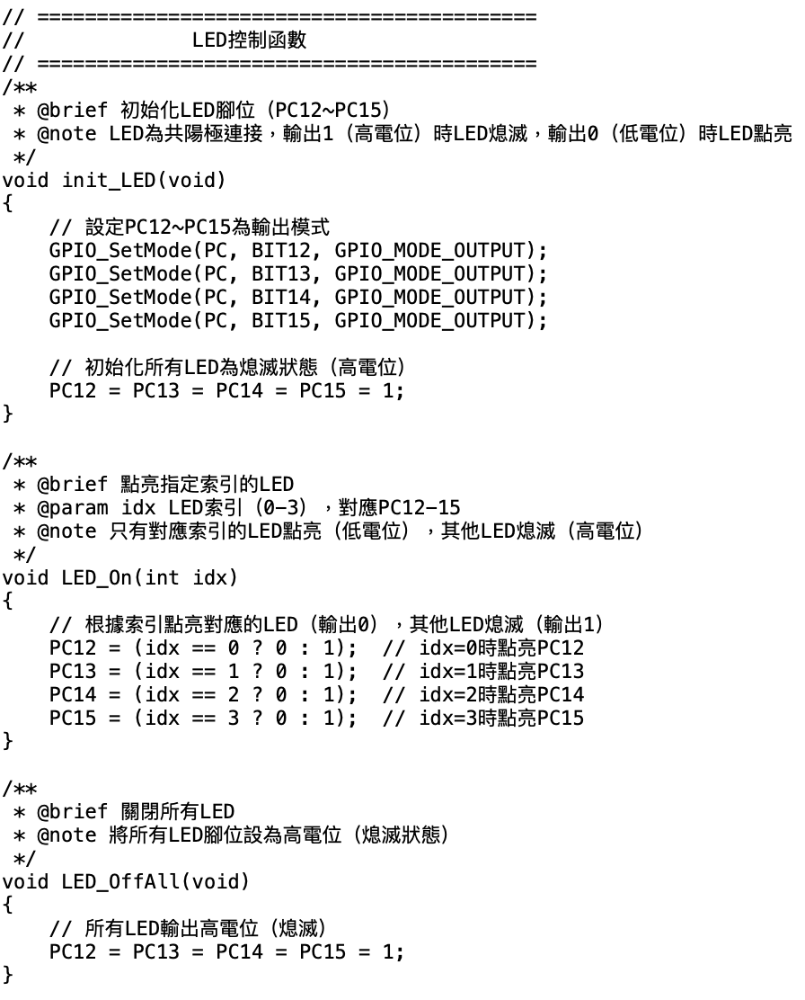 // ==========================================
//              LED控制函數
// ==========================================
/**
 * @brief 初始化LED腳位（PC12~PC15）
 * @note LED為共陽極連接，輸出1（高電位）時LED熄滅，輸出0（低電位）時LED點亮
 */
void init_LED(void)
{
    // 設定PC12~PC15為輸出模式
    GPIO_SetMode(PC, BIT12, GPIO_MODE_OUTPUT);
    GPIO_SetMode(PC, BIT13, GPIO_MODE_OUTPUT);
    GPIO_SetMode(PC, BIT14, GPIO_MODE_OUTPUT);
    GPIO_SetMode(PC, BIT15, GPIO_MODE_OUTPUT);

    // 初始化所有LED為熄滅狀態（高電位）
    PC12 = PC13 = PC14 = PC15 = 1;
}

/**
 * @brief 點亮指定索引的LED
 * @param idx LED索引（0-3），對應PC12-15
 * @note 只有對應索引的LED點亮（低電位），其他LED熄滅（高電位）
 */
void LED_On(int idx)
{
    // 根據索引點亮對應的LED（輸出0），其他LED熄滅（輸出1）
    PC12 = (idx == 0 ? 0 : 1);  // idx=0時點亮PC12
    PC13 = (idx == 1 ? 0 : 1);  // idx=1時點亮PC13
    PC14 = (idx == 2 ? 0 : 1);  // idx=2時點亮PC14
    PC15 = (idx == 3 ? 0 : 1);  // idx=3時點亮PC15
}

/**
 * @brief 關閉所有LED
 * @note 將所有LED腳位設為高電位（熄滅狀態）
 */
void LED_OffAll(void)
{
    // 所有LED輸出高電位（熄滅）
    PC12 = PC13 = PC14 = PC15 = 1;
}